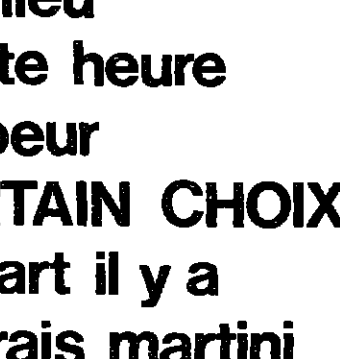 lieu
te heure
peur
TAIN CHOIX
art il y a
rais martini